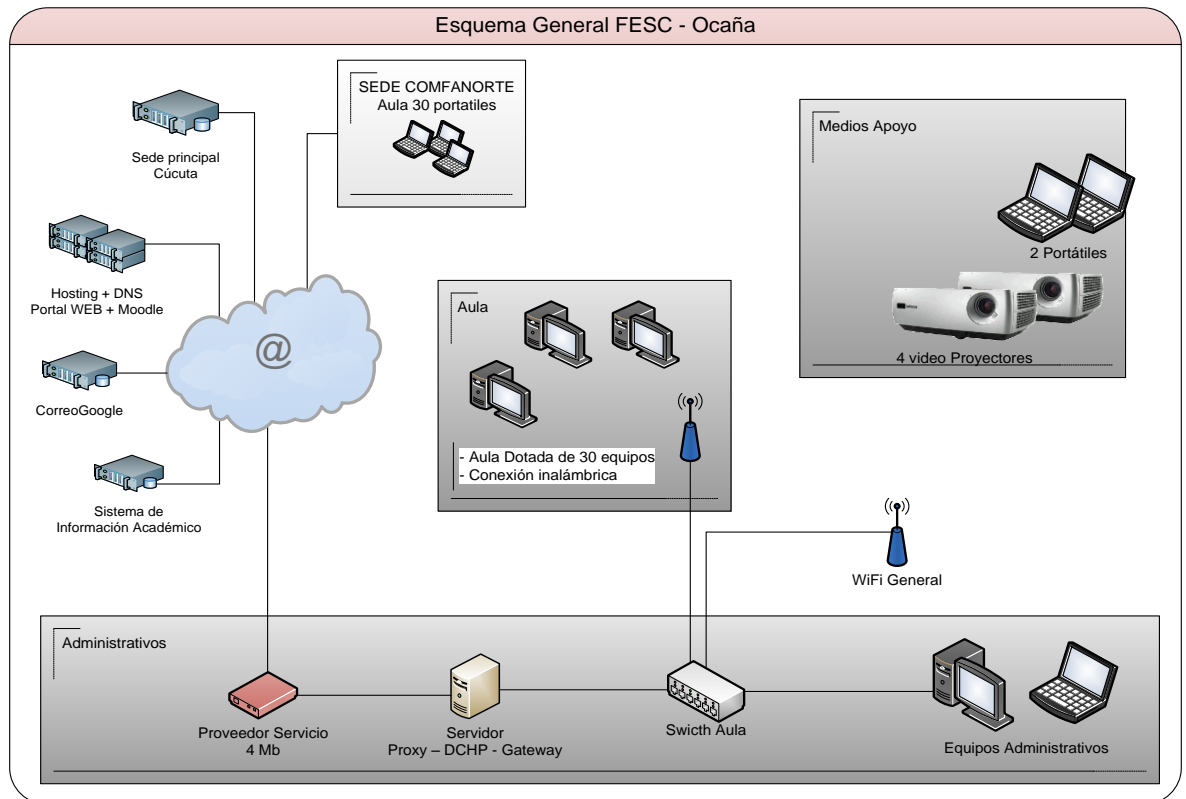 Esquema General FESC - Ocaña
SEDE COMFANORTE
Aula 30 portatiles
Sede principal
Cúcuta
Medios Apoyo
2 Portátiles
4 video Proyectores
Hosting + DNS
Portal WEB + Moodle
@
Aula
- Aula Dotada de 30 equipos
- Conexión inalámbrica
CorreoGoogle
Sistema de
Información Académico
WiFi General
Administrativos
Proveedor Servicio
4 Mb
Servidor
Proxy – DCHP - Gateway
Swicth Aula
Equipos Administrativos